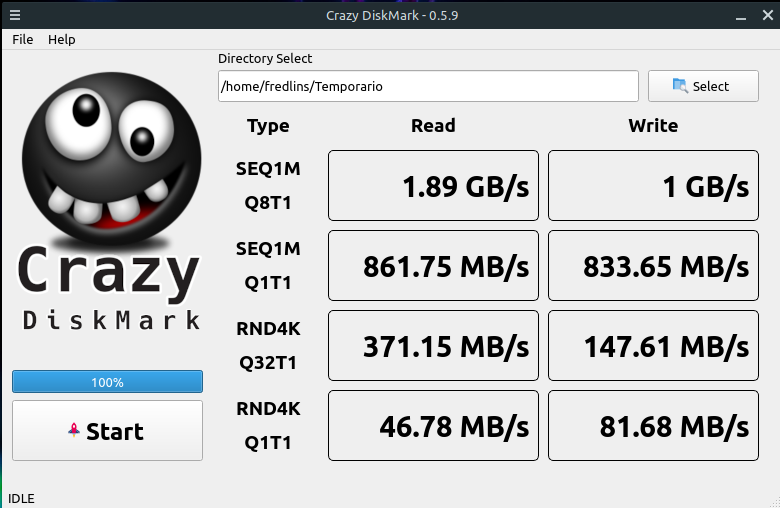 Crazy DiskMark - 0.5.9
File Help
Directory Select
/home/fredlins/Temporario
Select
Type Read Write
SEQ1M
Q8T1
1.89 GB/s 1 GB/s
SEQ1M
Q1T1
861.75 MB/s 833.65 MB/s
RND4K
Q32T1
371.15 MB/s 147.61 MB/s
RND4K
Q1T1
46.78 MB/s 81.68 MB/s
Crazy
DiskMark
100%
Start
IDLE